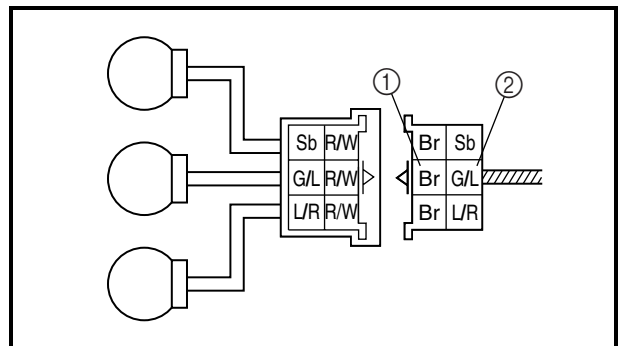 ① ②
Sb R/W Br Sb
G/L R/W Br G/L
L/R R/W Br L/R